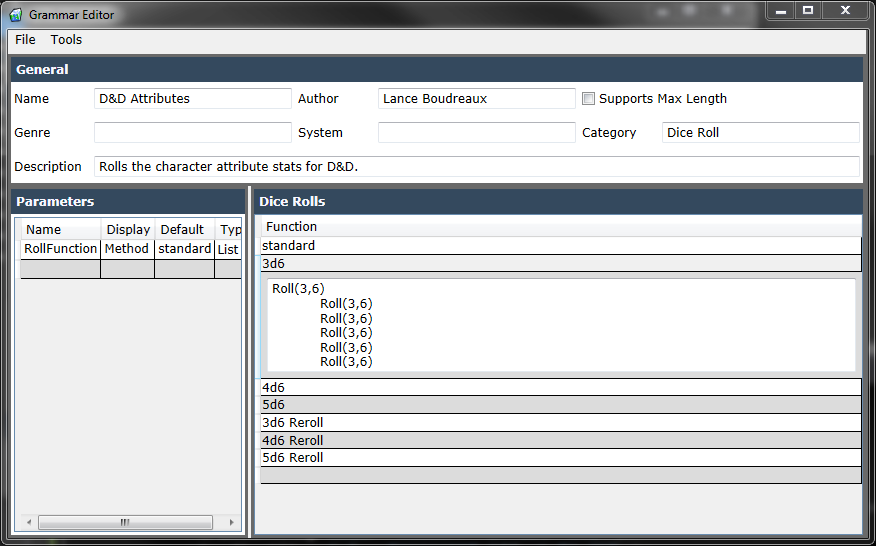 Grammar Editor
File Tools
General
Name D&D Attributes Author Lance Boudreaux Supports Max Length
Genre System Category Dice Roll
Description Rolls the character attribute stats for D&D.
Parameters
Name Display Default Typ
RollFunction Method standard List
Dice Rolls
Function
standard
3d6
Roll(3,6)
Roll(3,6)
Roll(3,6)
Roll(3,6)
Roll(3,6)
Roll(3,6)
4d6
5d6
3d6 Reroll
4d6 Reroll
5d6 Reroll